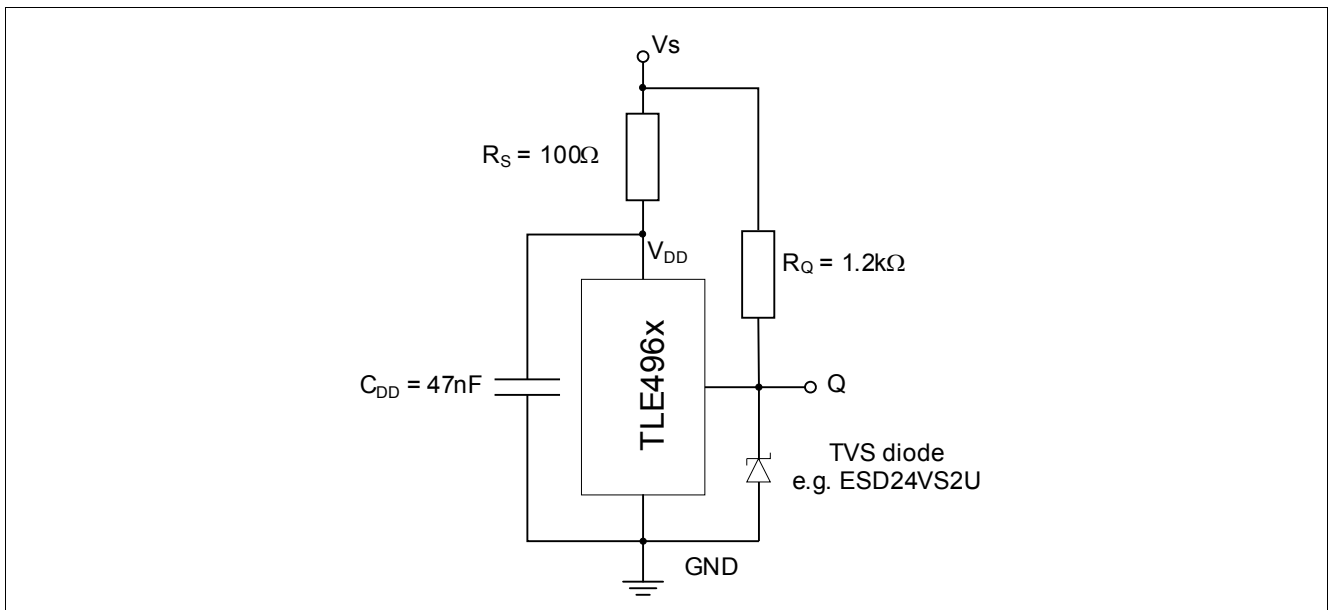 Vs
R_S = 100Ω
V_DD
R_Q = 1.2kΩ
TLE496x
C_DD = 47nF
Q
TVS diode
e.g. ESD24VS2U
GND